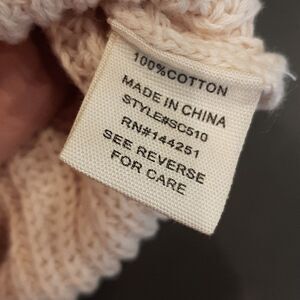 100%COTTON
MADE IN CHINA
STYLE#SC510
RN#144251
SEE REVERSE
FOR CARE